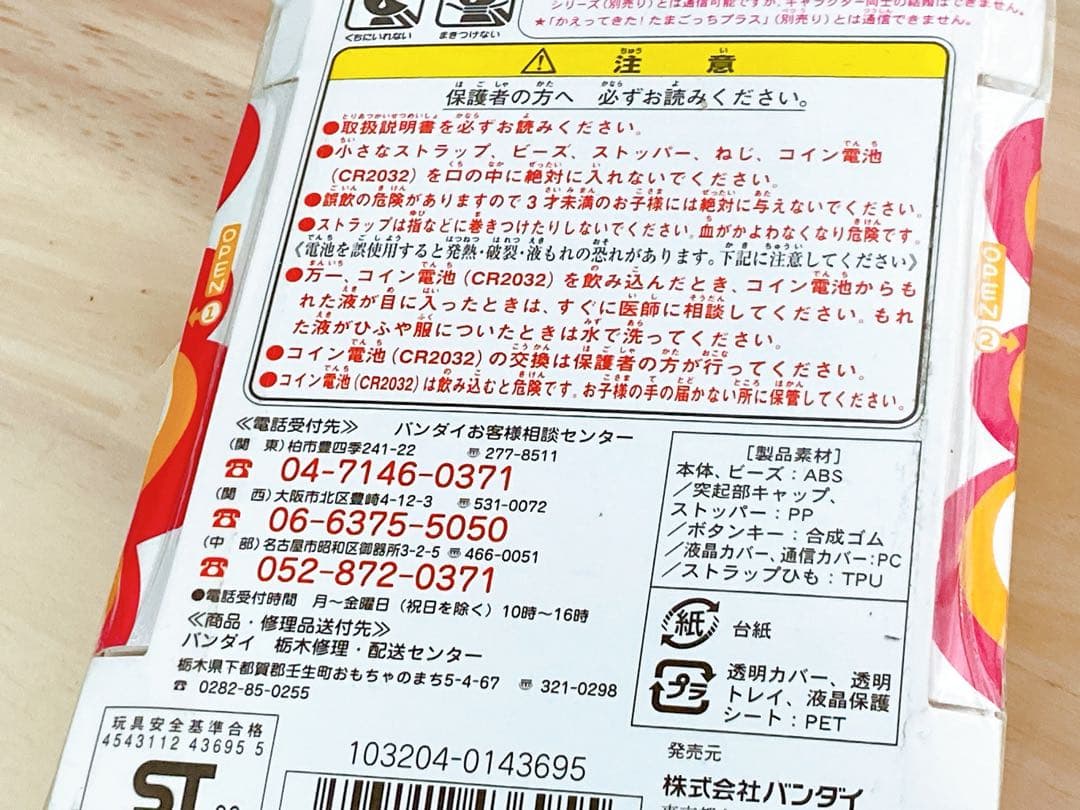 シリーズ(別売り)とは通信可能ですが、キャラクター同士の結婚はできません。
★「かえってきた!たまごっちプラス」(別売り)とは通信できません。
くちにいれない
まきつけない
注意
保護者の方へ 必ずお読みください。
●取扱説明書を必ずお読みください。
●小さなストラップ、ビーズ、ストッパー、ねじ、コイン電池
(CR2032)を口の中に絶対に入れないでください。
●誤飲の危険がありますので3才未満のお子様には絶対に与えないでください。
●ストラップは指などに巻きつけたりしないでください。血がかよわなくなり危険です。
《電池を誤使用すると発熱・破裂・液もれの恐れがあります。下記に注意してください》
●万一、コイン電池(CR2032)を飲み込んだとき、コイン電池からも
れた液が目に入ったときは、すぐに医師に相談してください。もれ
た液がひふや服についたときは水で洗ってください。
●コイン電池(CR2032)の交換は保護者の方が行ってください。
●コイン電池(CR2032)は飲み込むと危険です。お子様の手の届かない所に保管してください。
OPEN
1
OPEN
2
≪電話受付先≫ バンダイお客様相談センター
(関 東)柏市豊四季241-22 〒277-8511
☎ 04-7146-0371
(関 西)大阪市北区豊崎4-12-3 〒531-0072
☎ 06-6375-5050
(中 部)名古屋市昭和区御器所3-2-5 〒466-0051
☎ 052-872-0371
●電話受付時間 月~金曜日(祝日を除く)10時~16時
≪商品・修理品送付先≫
バンダイ 栃木修理・配送センター
栃木県下都賀郡壬生町おもちゃのまち5-4-67 〒321-0298
☎ 0282-85-0255
[製品素材]
本体、ビーズ:ABS
/突起部キャップ、
ストッパー:PP
/ボタンキー:合成ゴム
/液晶カバー、通信カバー:PC
/ストラップひも:TPU
紙
台紙
プラ
透明カバー、透明
トレイ、液晶保護
シート:PET
玩具安全基準合格
4543112 43695 5
ST
103204-0143695
発売元
株式会社バンダイ